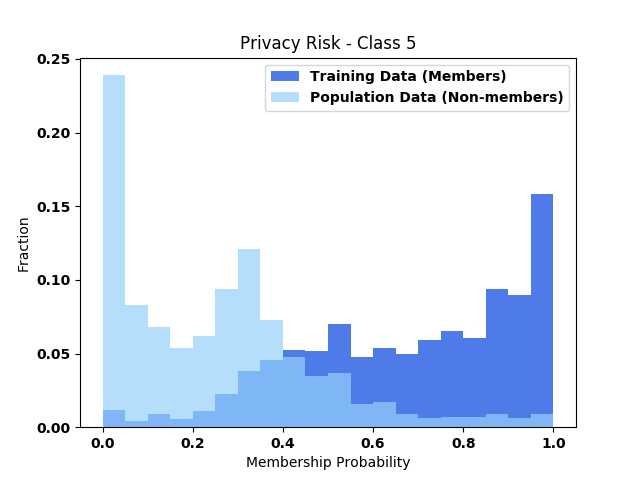 Privacy Risk - Class 5
Training Data (Members)
Population Data (Non-members)
0.25
0.20
0.15
0.10
0.05
0.00
Fraction
0.0 0.2 0.4 0.6 0.8 1.0
Membership Probability